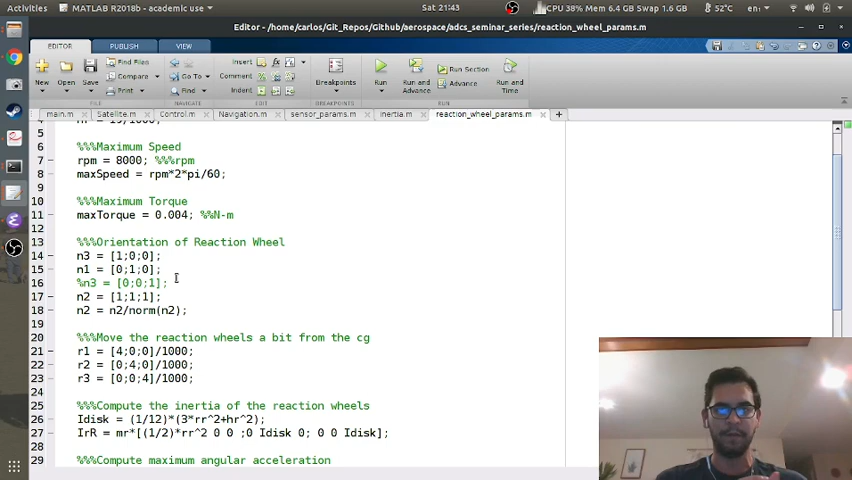 Activities
MATLAB R2018b - academic use
Sat 21:43
CPU 38% Mem 6.4 GB Swap 1.6 GB
52°C
en
Editor - /home/carlos/Git_Repos/Github/aerospace/adcs_seminar_series/reaction_wheel_params.m
EDITOR
PUBLISH
VIEW
Find Files
Insert
fx
Run Section
Compare
Go To
Comment
Advance
Print
Find
Indent
New
Open
Save
Breakpoints
Run
Run and
Advance
Run and
Time
FILE
NAVIGATE
EDIT
BREAKPOINTS
RUN
main.m
Satellite.m
Control.m
Navigation.m
sensor_params.m
inertia.m
reaction_wheel_params.m
5
6 %%%Maximum Speed
7 rpm = 8000; %%%rpm
8 maxSpeed = rpm*2*pi/60;
9
10 %%%Maximum Torque
11 maxTorque = 0.004; %%N-m
12
13 %%%Orientation of Reaction Wheel
14 n3 = [1;0;0];
15 n1 = [0;1;0];
16 %n3 = [0;0;1];
17 n2 = [1;1;1];
18 n2 = n2/norm(n2);
19
20 %%%Move the reaction wheels a bit from the cg
21 r1 = [4;0;0]/1000;
22 r2 = [0;4;0]/1000;
23 r3 = [0;0;4]/1000;
24
25 %%%Compute the inertia of the reaction wheels
26 Idisk = (1/12)*(3*rr^2+hr^2);
27 IrR = mr*[(1/2)*rr^2 0 0 ;0 Idisk 0; 0 0 Idisk];
28
29 %%%Compute maximum angular acceleration